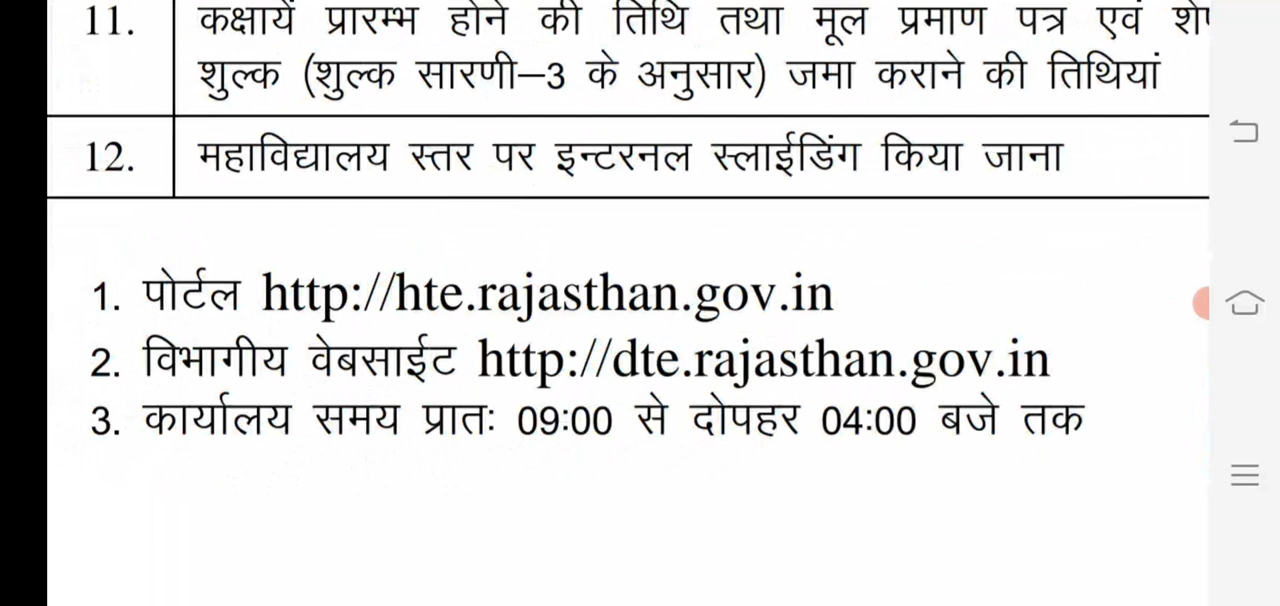 11. कक्षायें प्रारम्भ होने की तिथि तथा मूल प्रमाण पत्र एवं
शुल्क (शुल्क सारणी–3 के अनुसार) जमा कराने की तिथियां
12. महाविद्यालय स्तर पर इन्टरनल स्लाईडिंग किया जाना
1. पोर्टल http://hte.rajasthan.gov.in
2. विभागीय वेबसाईट http://dte.rajasthan.gov.in
3. कार्यालय समय प्रातः 09:00 से दोपहर 04:00 बजे तक